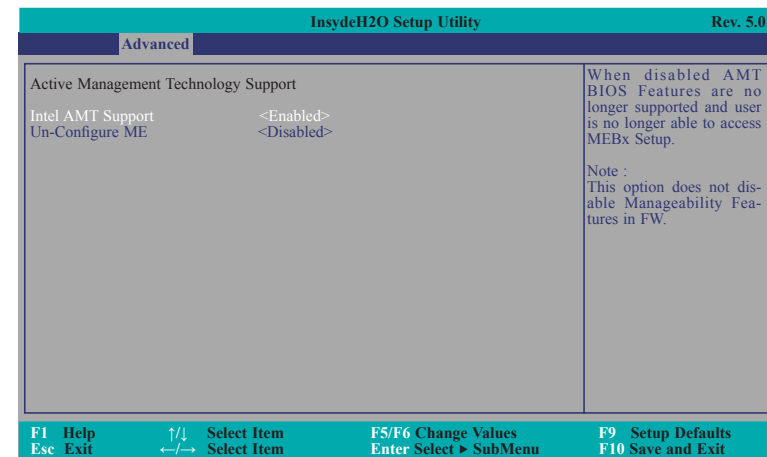 InsydeH2O Setup Utility Rev. 5.0
Advanced
Active Management Technology Support
Intel AMT Support <Enabled>
Un-Configure ME <Disabled>
When disabled AMT
BIOS Features are no
longer supported and user
is no longer able to access
MEBx Setup.
Note :
This option does not dis-
able Manageability Fea-
tures in FW.
F1 Help ↑/↓ Select Item F5/F6 Change Values F9 Setup Defaults
Esc Exit ←/→ Select Item Enter Select ▶ SubMenu F10 Save and Exit